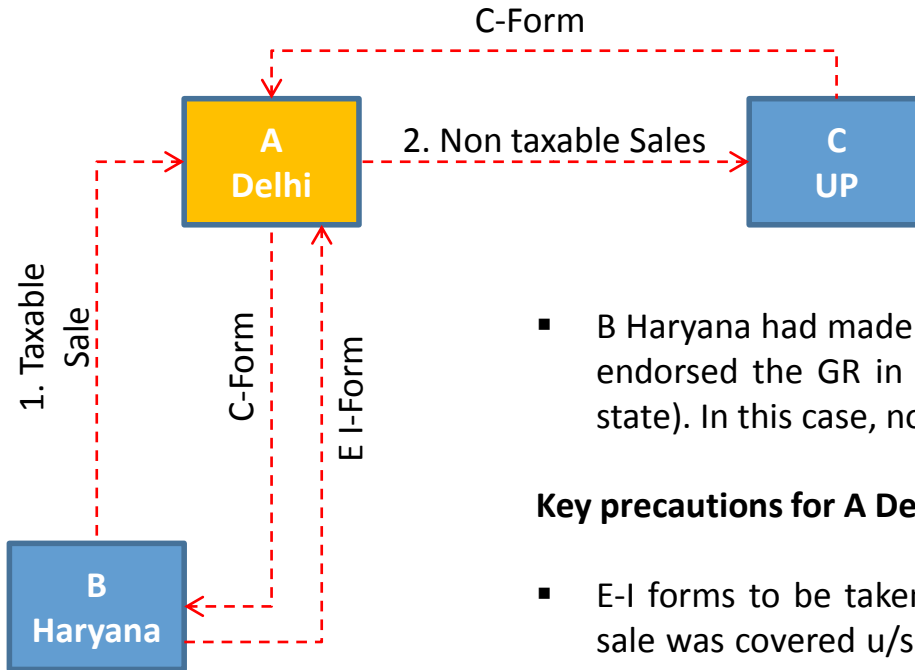 C-Form
A
Delhi
2. Non taxable Sales
C
UP
1. Taxable
Sale
C-Form
E I-Form
B
Haryana
▪ B Haryana had made
endorsed the GR in
state). In this case, no
Key precautions for A De
▪ E-I forms to be taken
sale was covered u/s